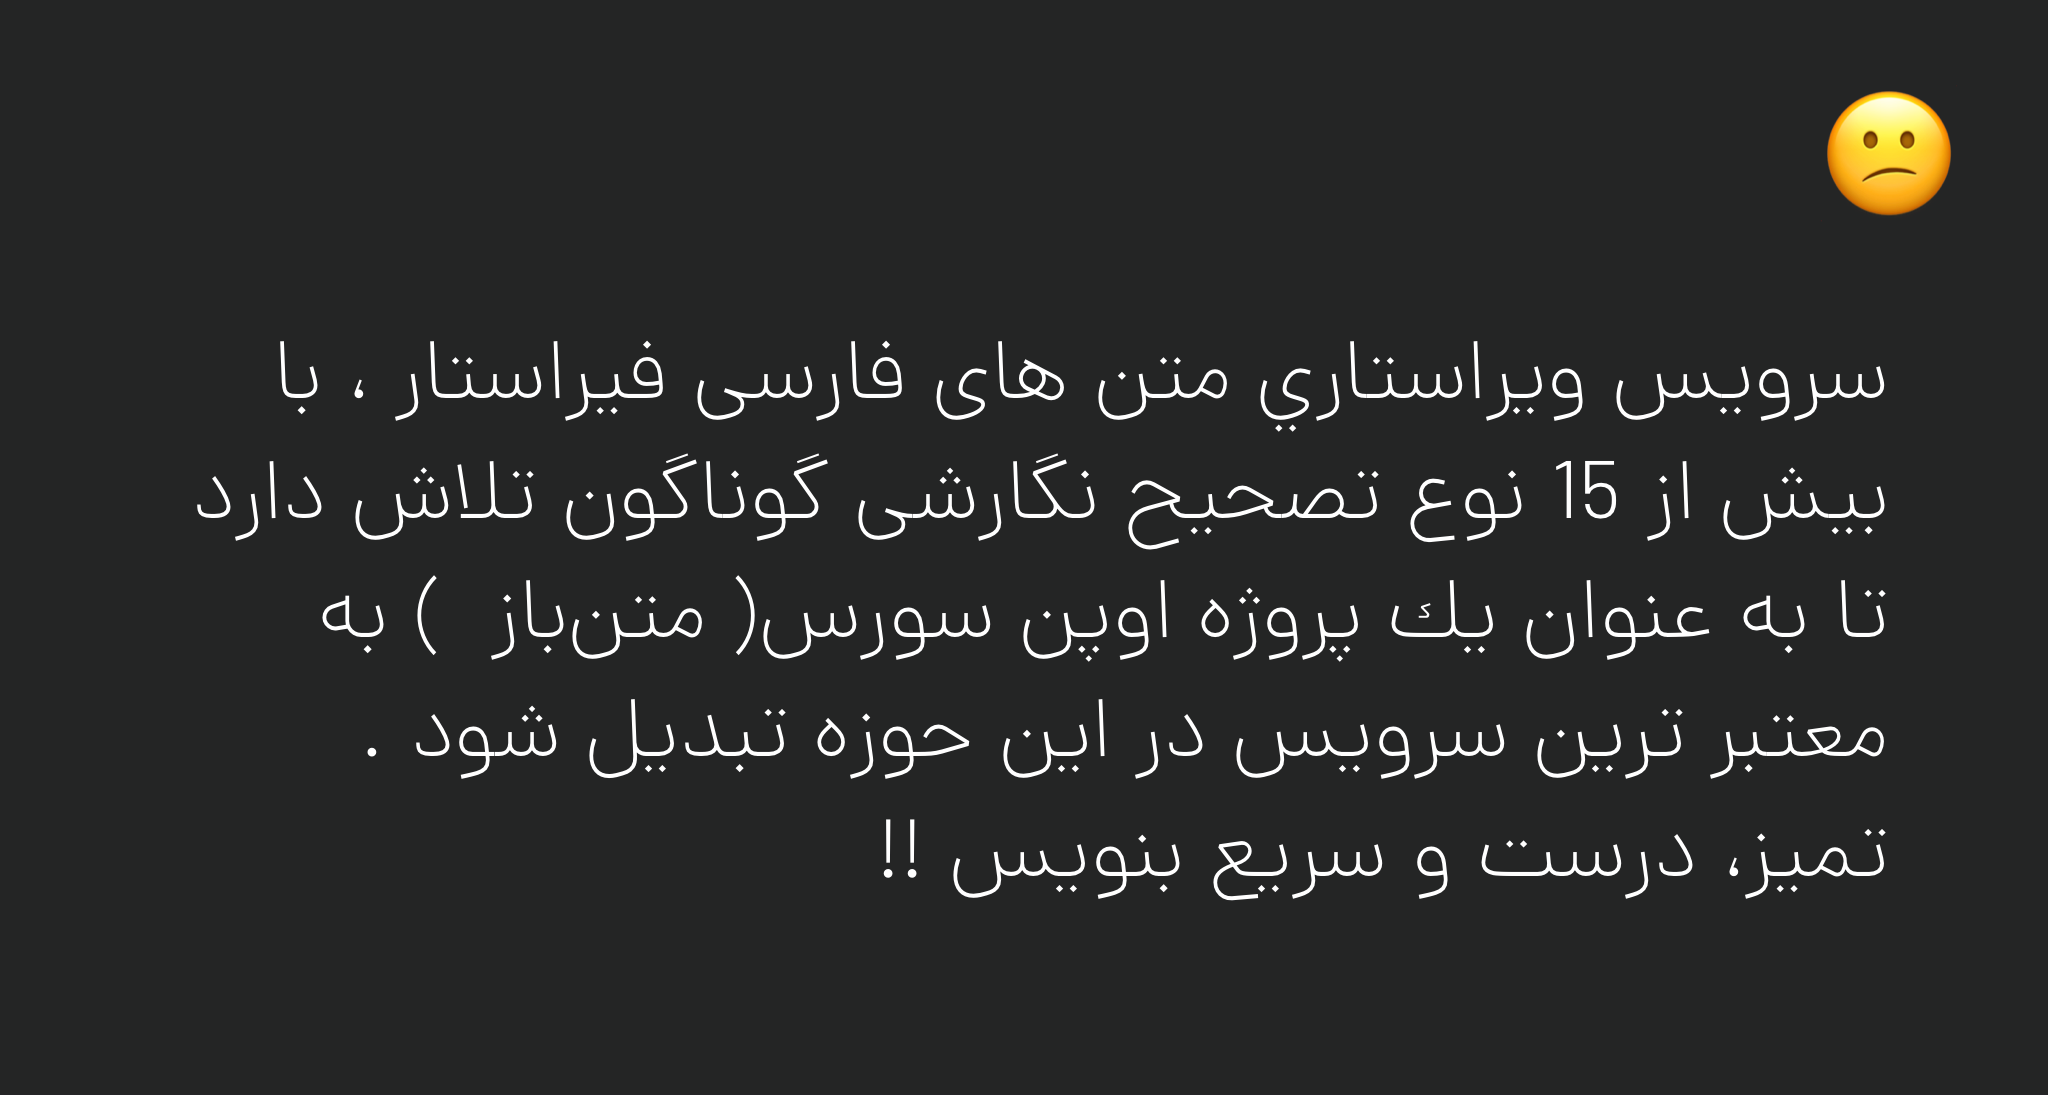 سرویس ویراستاري متن های فارسی فیراستار ، با
بیش از 15 نوع تصحیح نگارشی گوناگون تلاش دارد
تا به عنوان يك پروژه اوپن سورس( متن‌باز  ) به
معتبر ترین سرویس در این حوزه تبدیل شود .
تمیز، درست و سریع بنویس !!